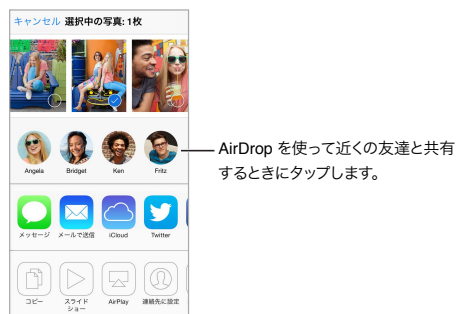 キャンセル 選択中の写真: 1枚
Angela Bridget Ken Fritz
AirDrop を使って近くの友達と共有
するときにタップします。
メッセージ メールで送信 iCloud Twitter
コピー スライド
ショー AirPlay 連絡先に設定